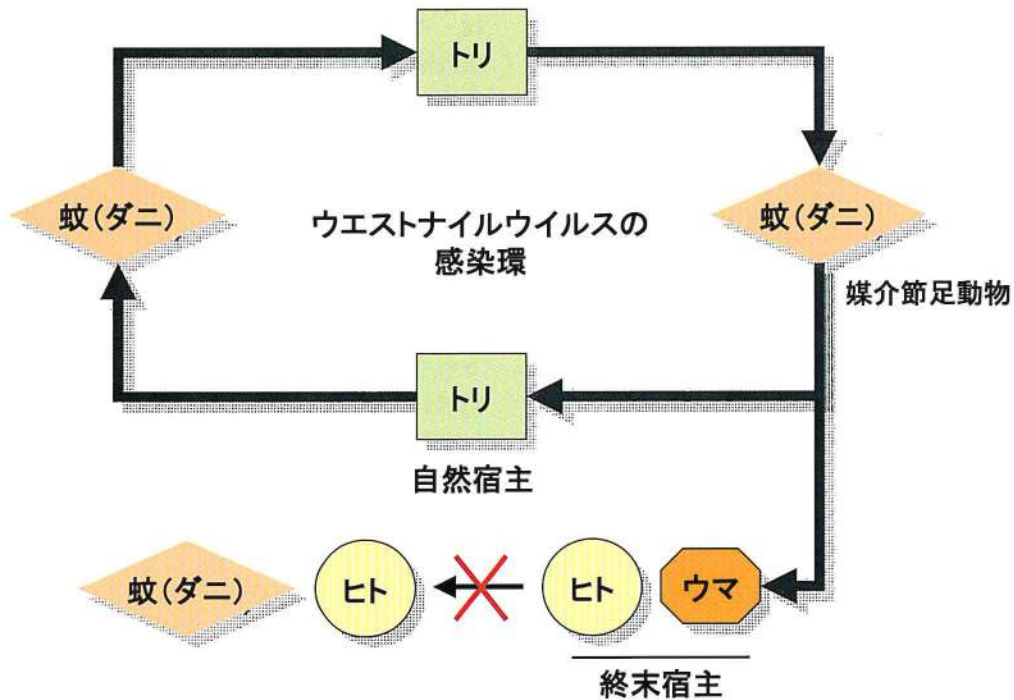 トリ
蚊(ダニ)
蚊(ダニ)
ウエストナイルウイルスの
感染環
媒介節足動物
トリ
自然宿主
蚊(ダニ)
ヒト
ヒト
ウマ
終末宿主